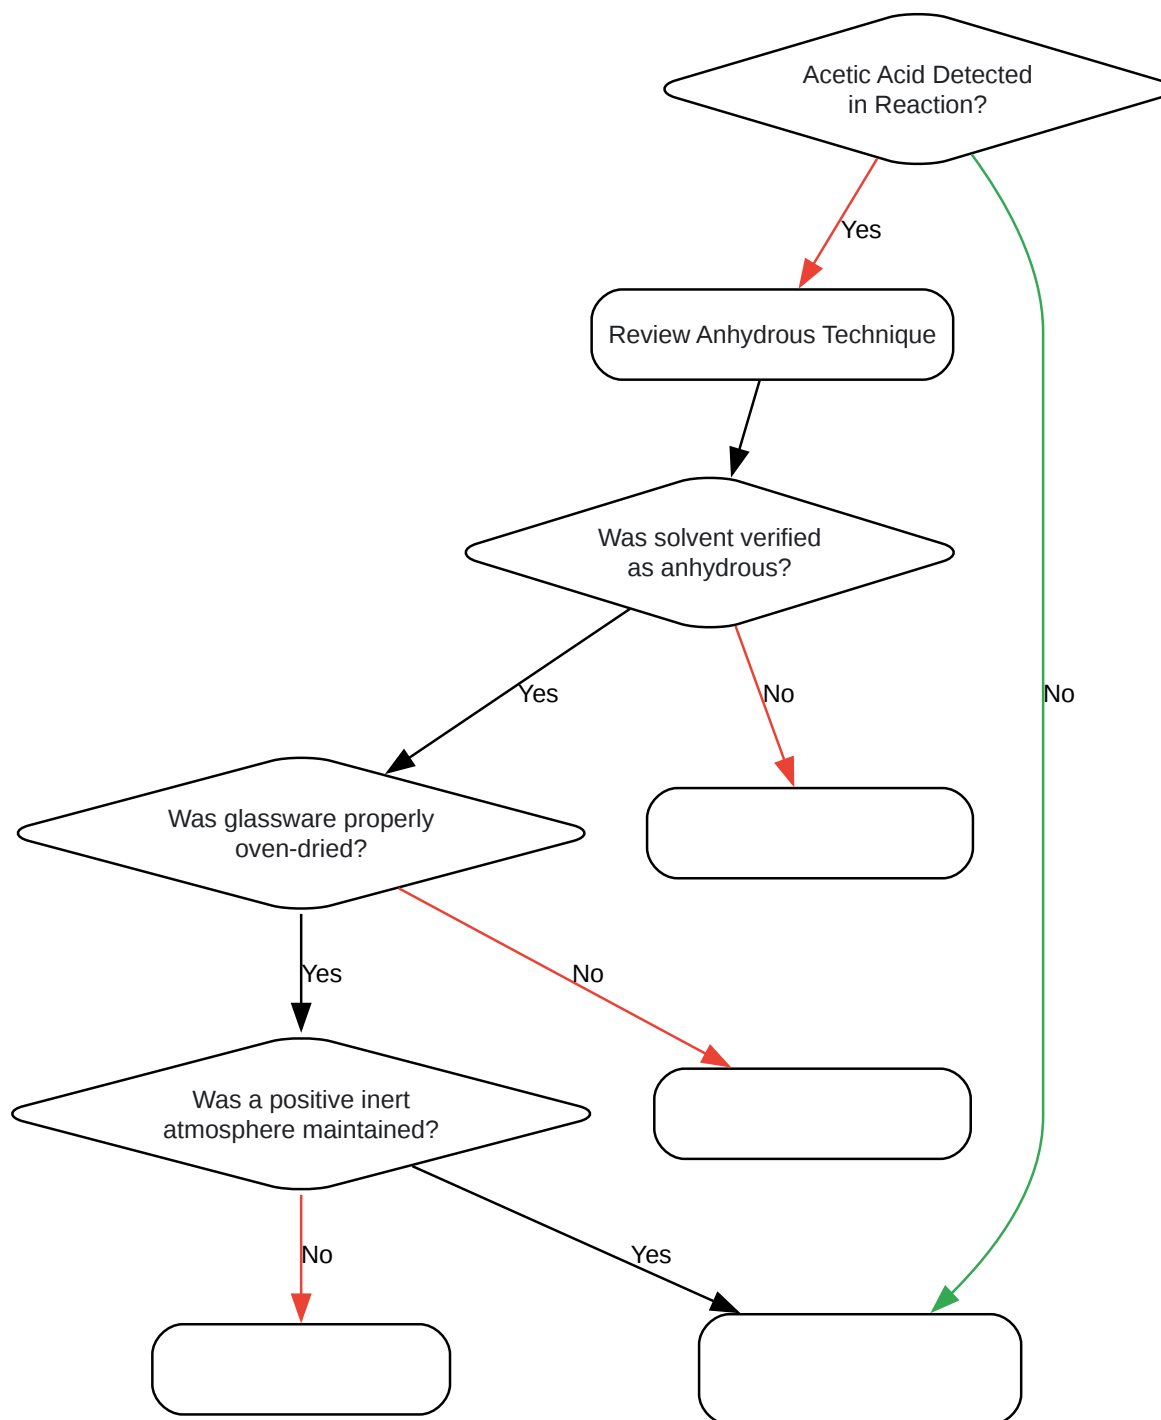 Acetic Acid Detected
in Reaction?
Yes
Review Anhydrous Technique
Was solvent verified
as anhydrous?
Yes
No
No
Was glassware properly
oven-dried?
Yes
No
Was a positive inert
atmosphere maintained?
No
Yes